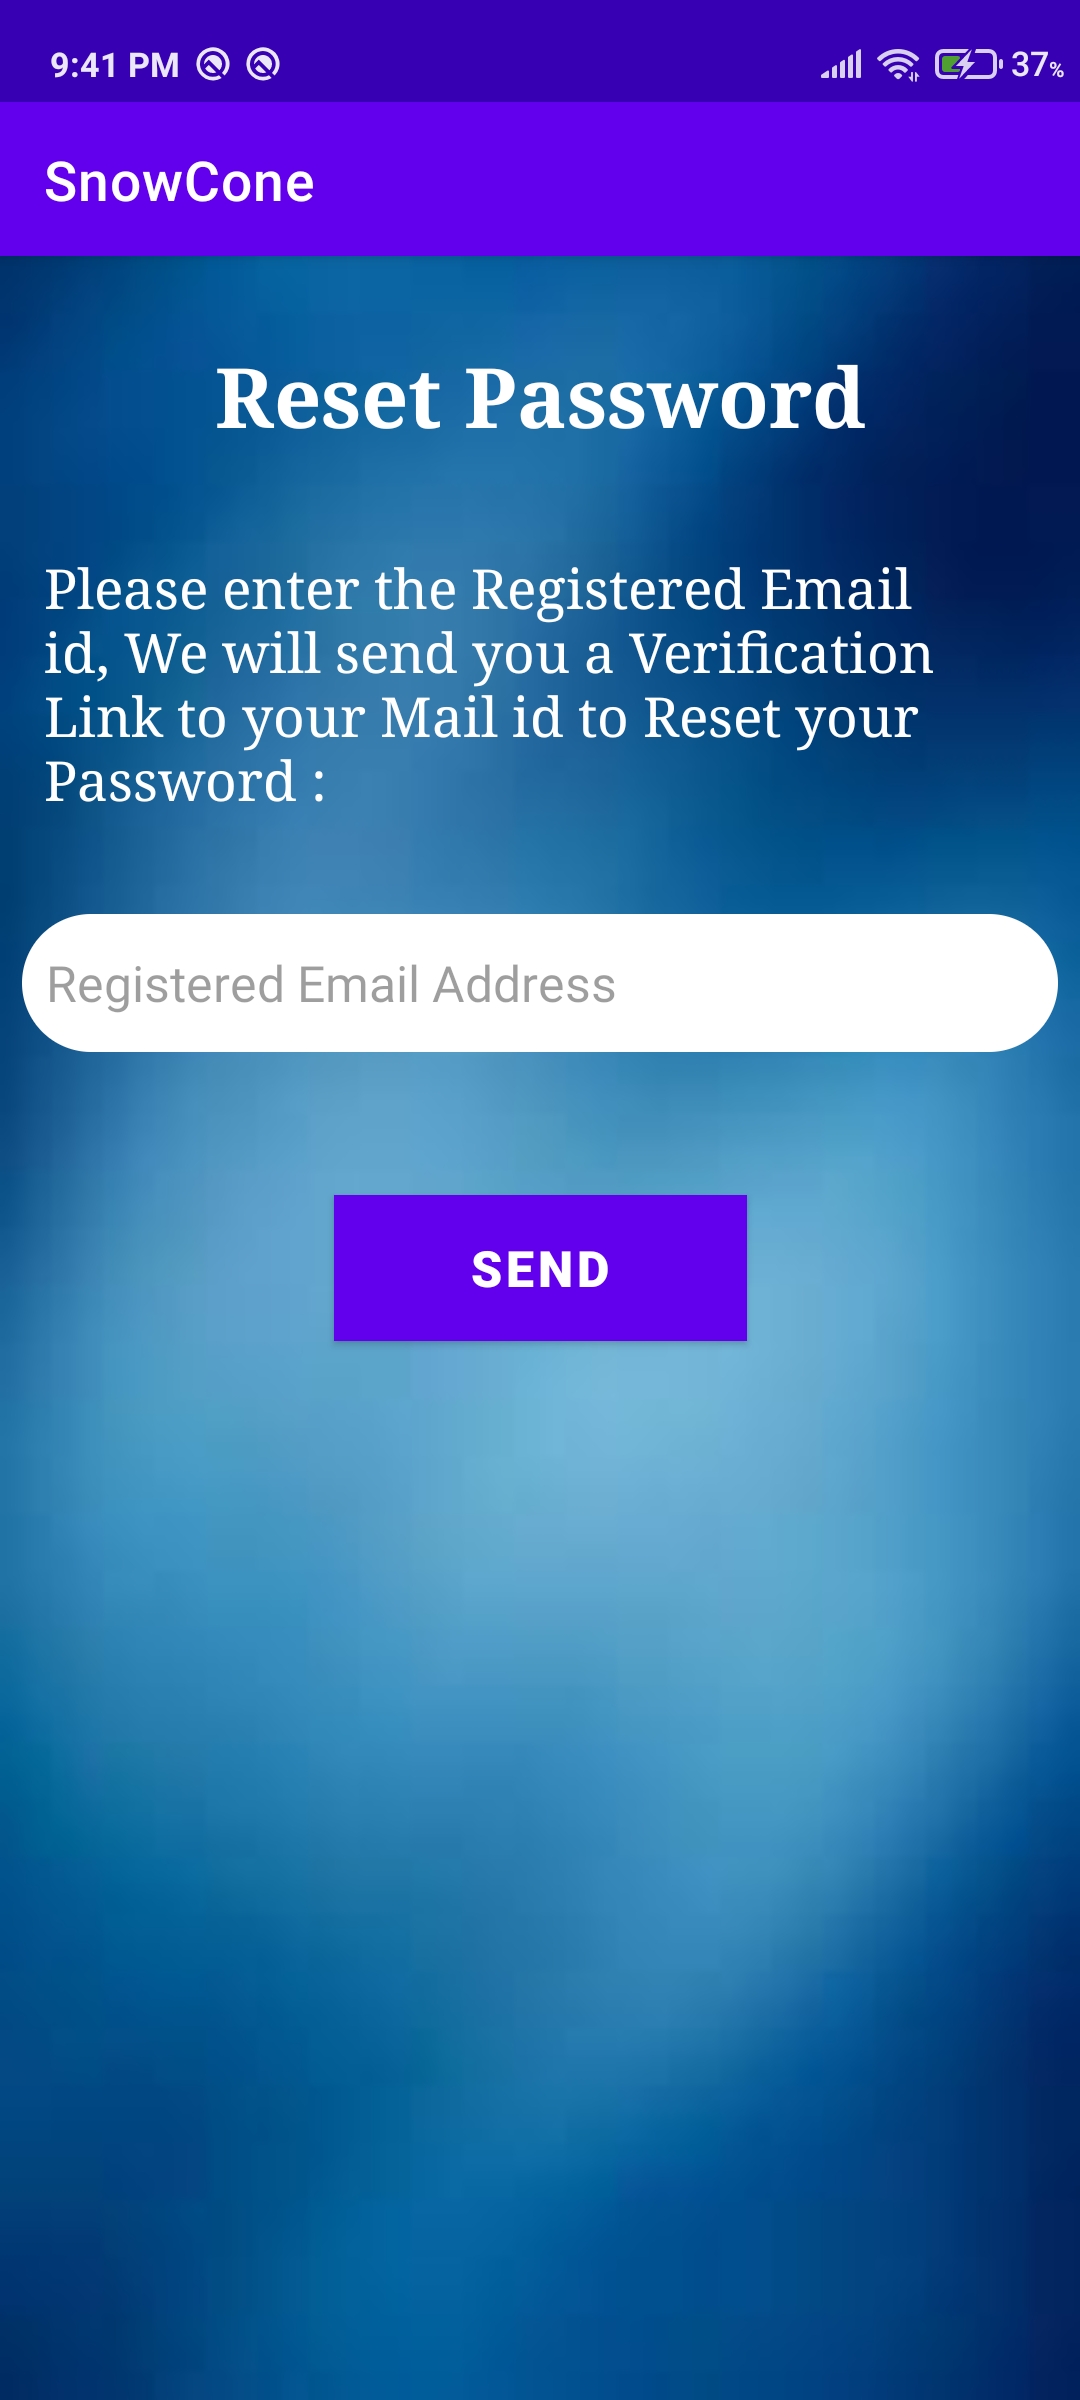 9:41 PM 37%
SnowCone
Reset Password
Please enter the Registered Email
id, We will send you a Verification
Link to your Mail id to Reset your
Password :
Registered Email Address
SEND